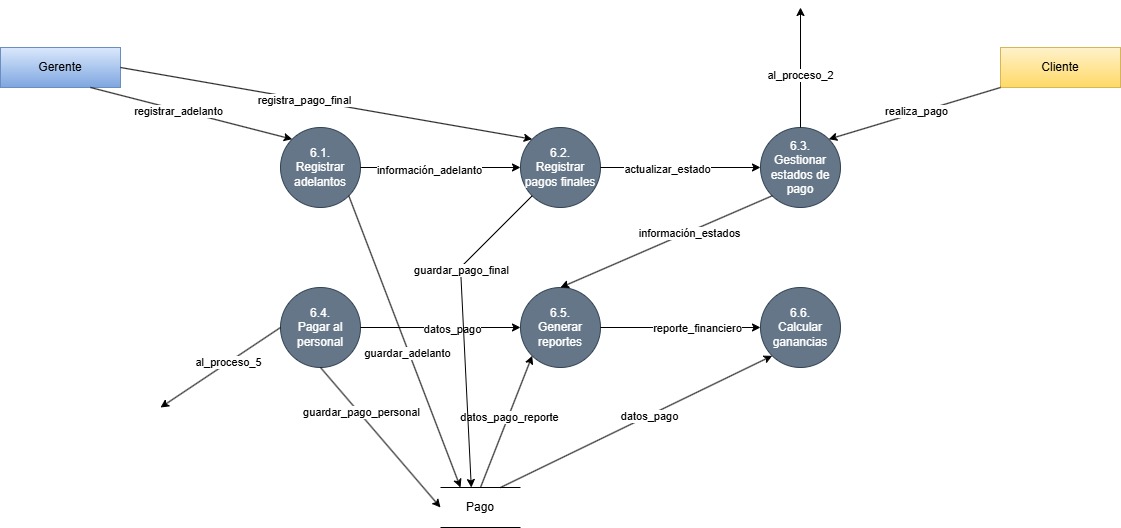 al_proceso_2
Gerente
Cliente
registra_pago_final
registrar_adelanto
realiza_pago
6.1.
Registrar
adelantos
información_adelanto
6.2.
Registrar
pagos finales
actualizar_estado
6.3.
Gestionar
estados de
pago
información_estados
guardar_pago_final
6.4.
Pagar al
personal
datos_pago
6.5.
Generar
reportes
reporte_financiero
6.6.
Calcular
ganancias
al_proceso_5
guardar_adelanto
guardar_pago_personal
datos_pago_reporte
datos_pago
Pago